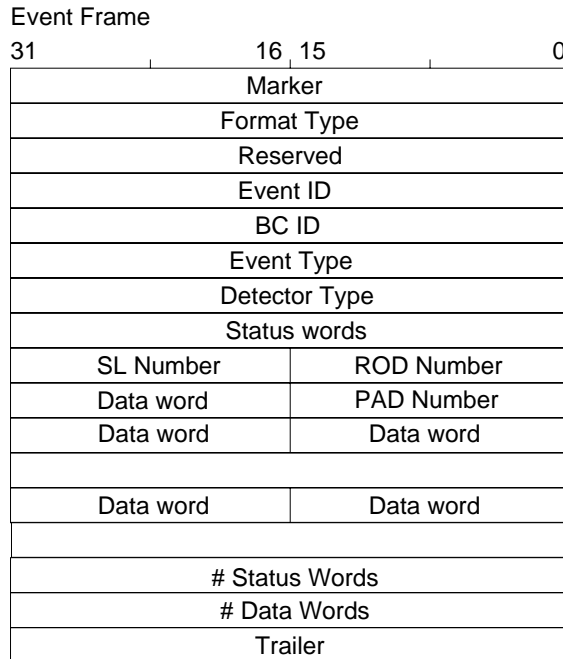 Event Frame
31 16 15 0
Marker
Format Type
Reserved
Event ID
BC ID
Event Type
Detector Type
Status words
SL Number ROD Number
Data word PAD Number
Data word Data word
Data word Data word
# Status Words
# Data Words
Trailer